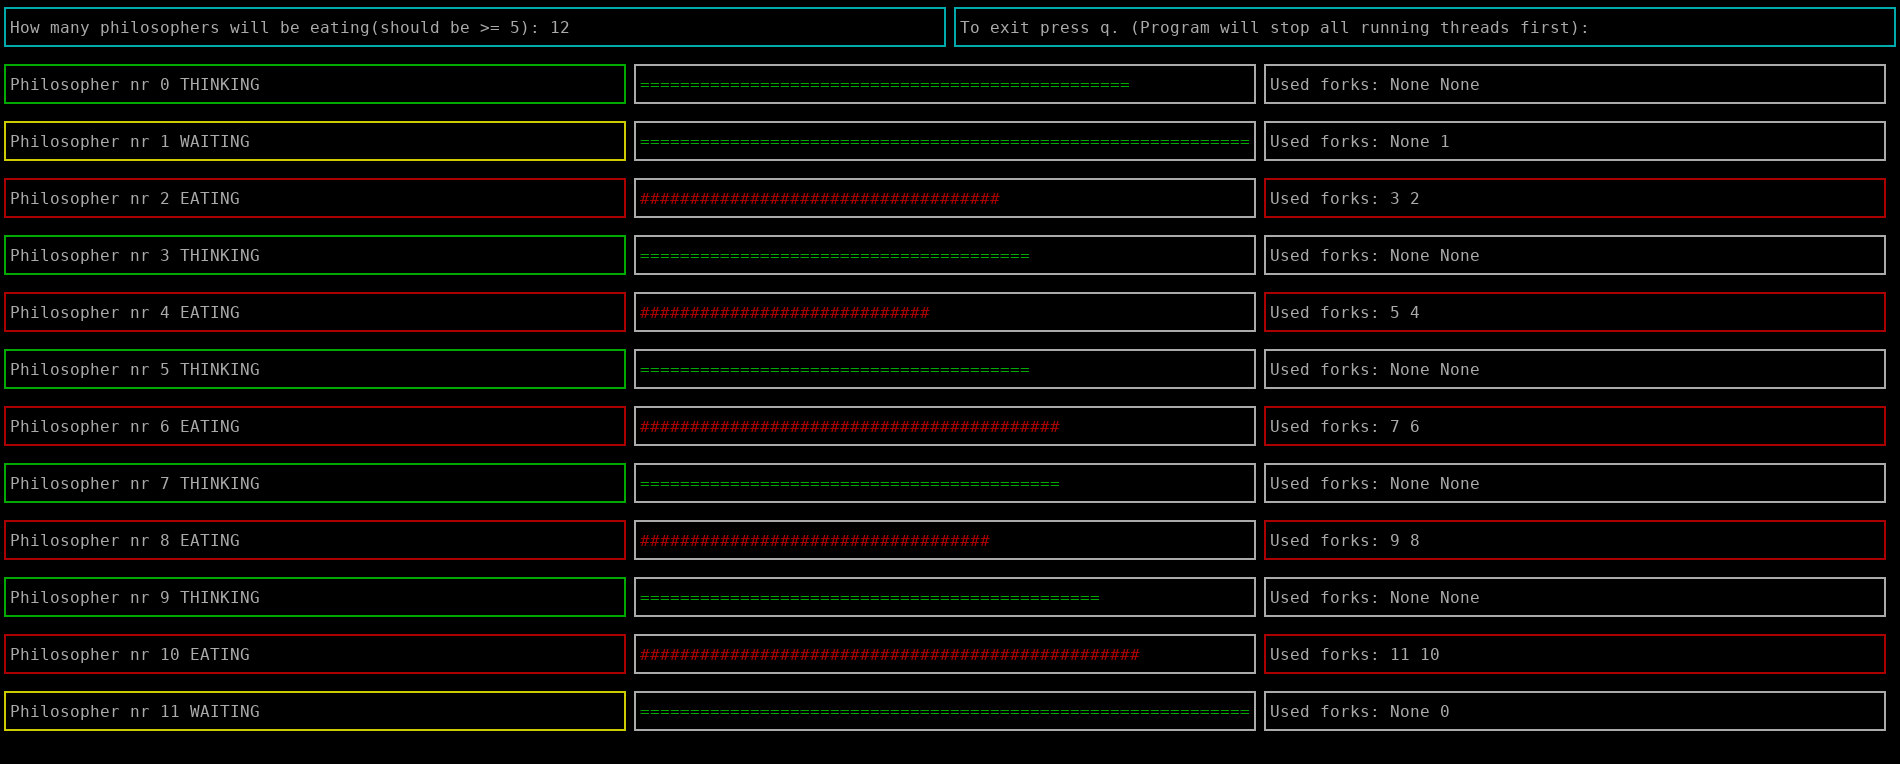 How many philosophers will be eating(should be >= 5): 12 To exit press q. (Program will stop all running threads first):
Philosopher nr 0 THINKING ================================================= Used forks: None None
Philosopher nr 1 WAITING ============================================================= Used forks: None 1
Philosopher nr 2 EATING #################################### Used forks: 3 2
Philosopher nr 3 THINKING ======================================= Used forks: None None
Philosopher nr 4 EATING ############################# Used forks: 5 4
Philosopher nr 5 THINKING ======================================= Used forks: None None
Philosopher nr 6 EATING ########################################## Used forks: 7 6
Philosopher nr 7 THINKING ========================================== Used forks: None None
Philosopher nr 8 EATING ################################### Used forks: 9 8
Philosopher nr 9 THINKING ============================================== Used forks: None None
Philosopher nr 10 EATING ################################################## Used forks: 11 10
Philosopher nr 11 WAITING ============================================================= Used forks: None 0